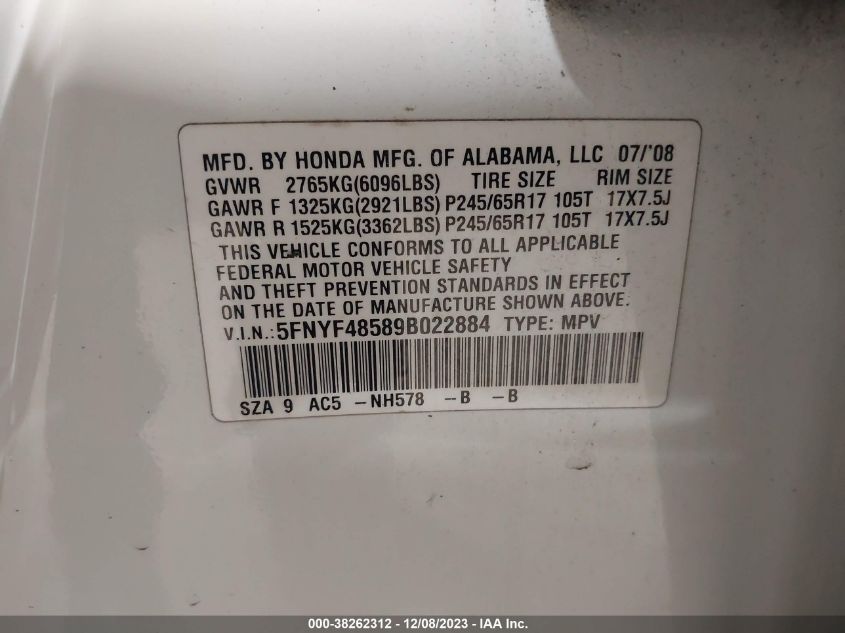 MFD. BY HONDA MFG. OF ALABAMA, LLC 07/'08
GVWR 2765KG(6096LBS) TIRE SIZE RIM SIZE
GAWR F 1325KG(2921LBS) P245/65R17 105T 17X7.5J
GAWR R 1525KG(3362LBS) P245/65R17 105T 17X7.5J
THIS VEHICLE CONFORMS TO ALL APPLICABLE
FEDERAL MOTOR VEHICLE SAFETY
AND THEFT PREVENTION STANDARDS IN EFFECT
ON THE DATE OF MANUFACTURE SHOWN ABOVE.
V.I.N.:5FNYF48589B022884 TYPE: MPV
SZA 9 AC5 -NH578 --B -B
000-38262312 - 12/08/2023 - IAA Inc.